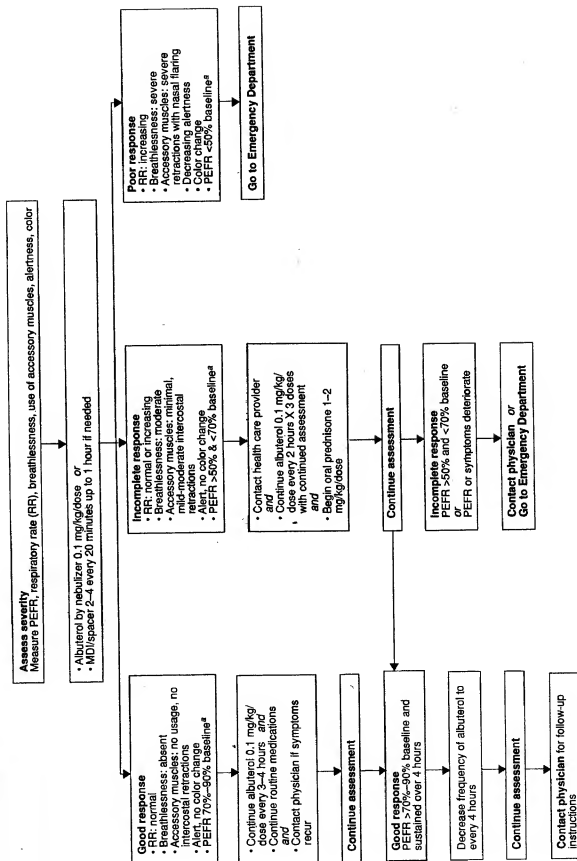 Assess severity
Measure PEFR, respiratory rate (RR), breathlessness, use of accessory muscles, alertness, color
• Albuterol by nebulizer 0.1 mg/kg/dose or
• MDI/spacer 2–4 every 20 minutes up to 1 hour if needed
Good response
• RR: normal
• Breathlessness: absent
• Accessory muscles: no usage, no
intercostal retractions
• Alert, no color change
• PEFR 70%–90% baselineª
• Continue albuterol 0.1 mg/kg/
dose every 3–4 hours and
• Continue routine medications
and
• Contact physician if symptoms
recur
Continue assessment
Good response
PEFR >70%–90% baseline and
sustained over 4 hours
Decrease frequency of albuterol to
every 4 hours
Continue assessment
Contact physician for follow-up
instructions
Incomplete response
• RR: normal or increasing
• Breathlessness: moderate
• Accessory muscles: minimal,
mild-moderate intercostal
retractions
• Alert, no color change
• PEFR >50% & <70% baselineª
• Contact health care provider
and
• Continue albuterol 0.1 mg/kg/
dose every 2 hours X 3 doses
with continued assessment
and
• Begin oral prednisone 1–2
mg/kg/dose
Continue assessment
Incomplete response
PEFR >50% and <70% baseline
or
PEFR or symptoms deteriorate
Contact physician or
Go to Emergency Department
Poor response
• RR: increasing
• Breathlessness: severe
• Accessory muscles: severe
retractions with nasal flaring
• Decreasing alertness
• Color change
• PEFR <50% baselineª
Go to Emergency Department